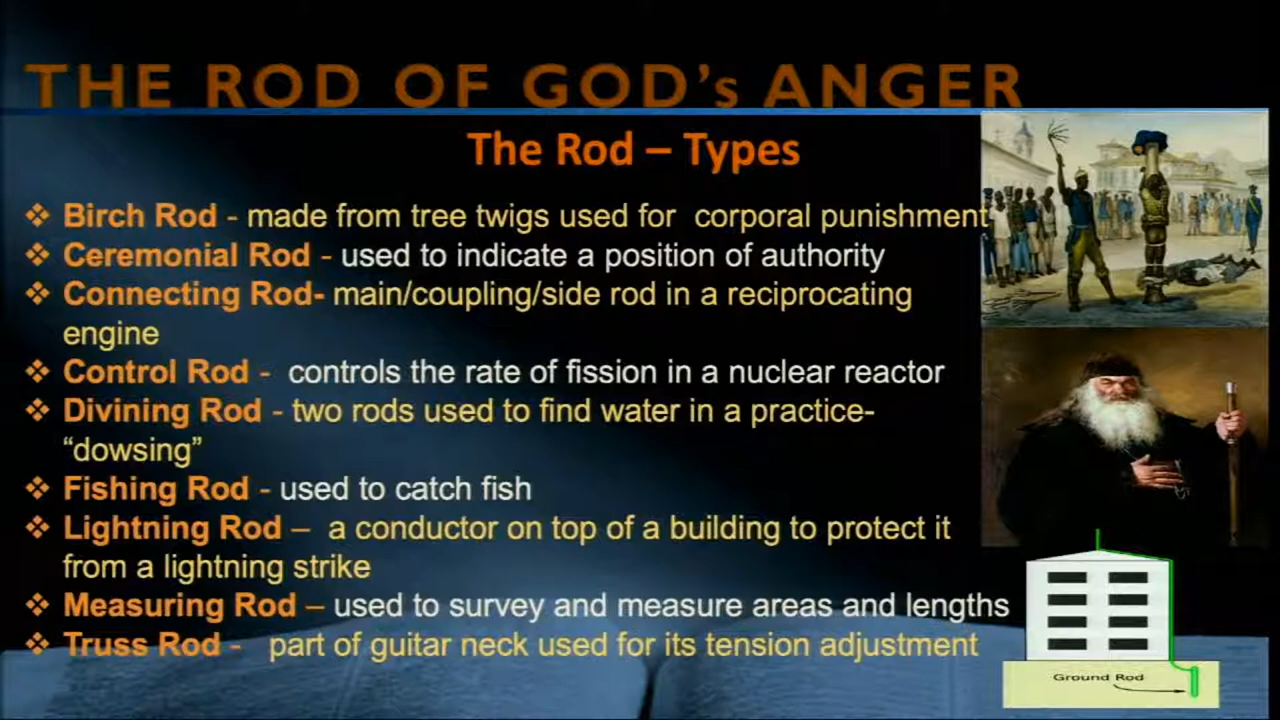 THE ROD OF GOD's ANGER
The Rod – Types
❖ Birch Rod - made from tree twigs used for corporal punishment
❖ Ceremonial Rod - used to indicate a position of authority
❖ Connecting Rod- main/coupling/side rod in a reciprocating
engine
❖ Control Rod - controls the rate of fission in a nuclear reactor
❖ Divining Rod - two rods used to find water in a practice-
“dowsing”
❖ Fishing Rod - used to catch fish
❖ Lightning Rod – a conductor on top of a building to protect it
from a lightning strike
❖ Measuring Rod – used to survey and measure areas and lengths
❖ Truss Rod - part of guitar neck used for its tension adjustment
Ground Rod